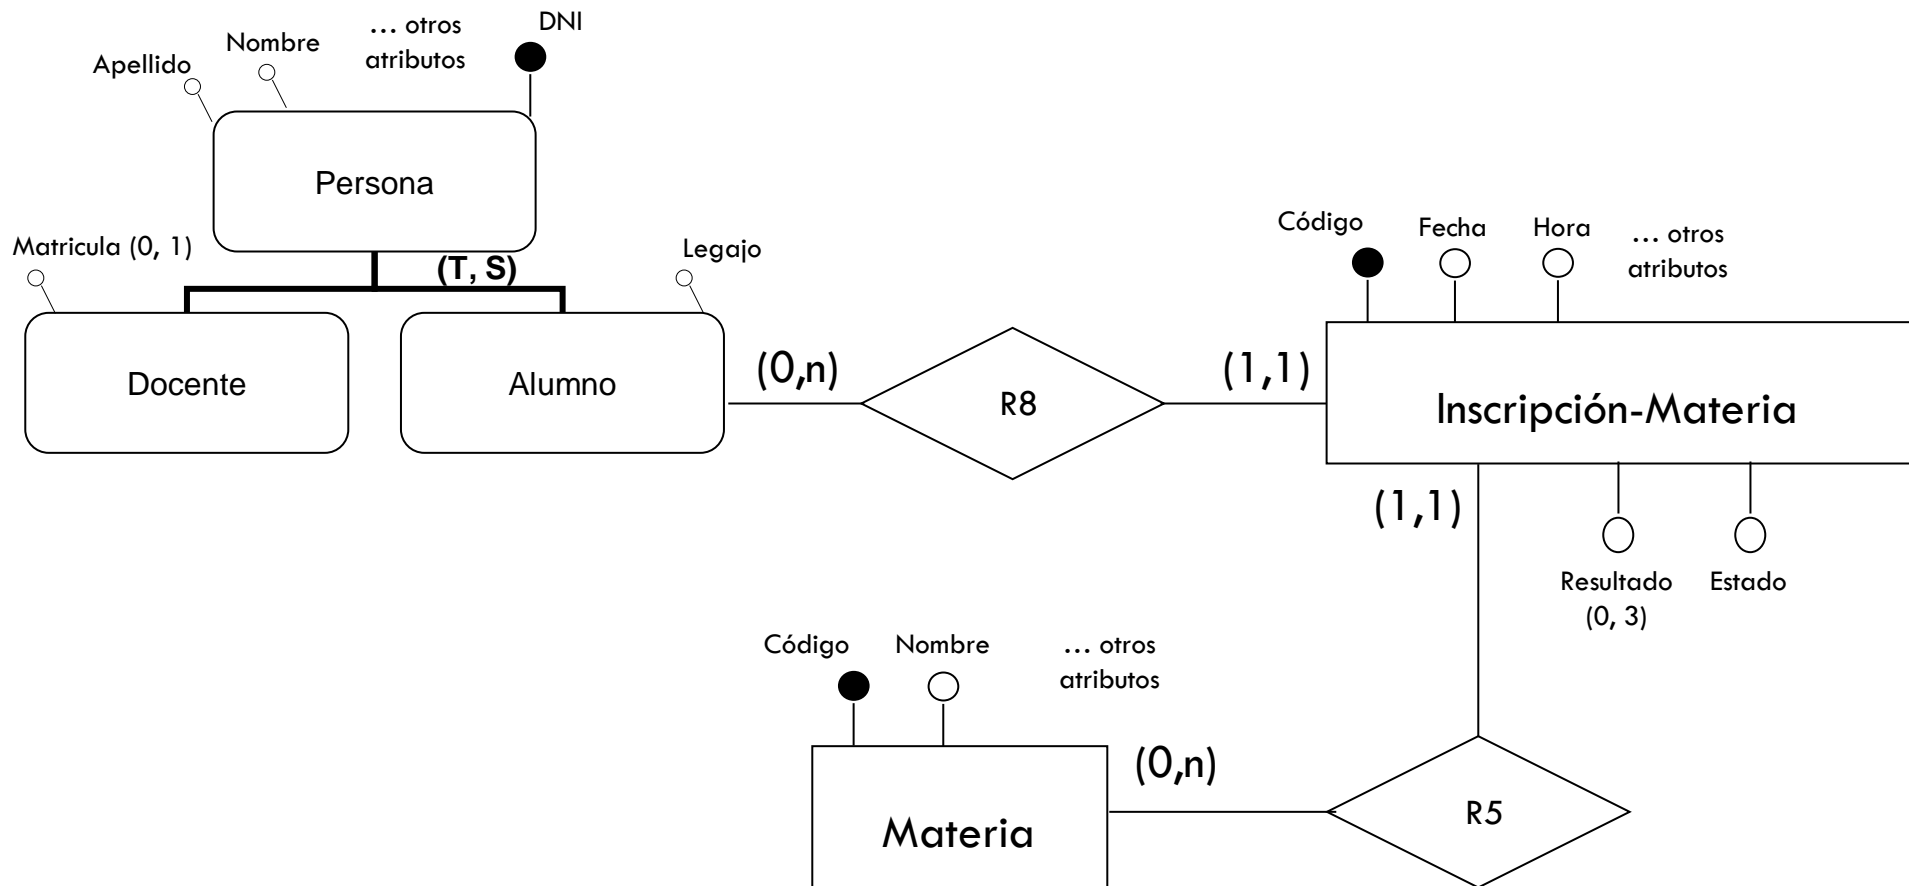 DNI
… otros
atributos
Nombre
Apellido
Persona
Matricula (0, 1)
(T, S)
Legajo
Docente
Alumno
(0,n)
R8
(1,1)
Código
Fecha
Hora
… otros
atributos
Inscripción-Materia
(1,1)
Resultado
(0, 3)
Estado
Código
Nombre
… otros
atributos
(0,n)
Materia
R5